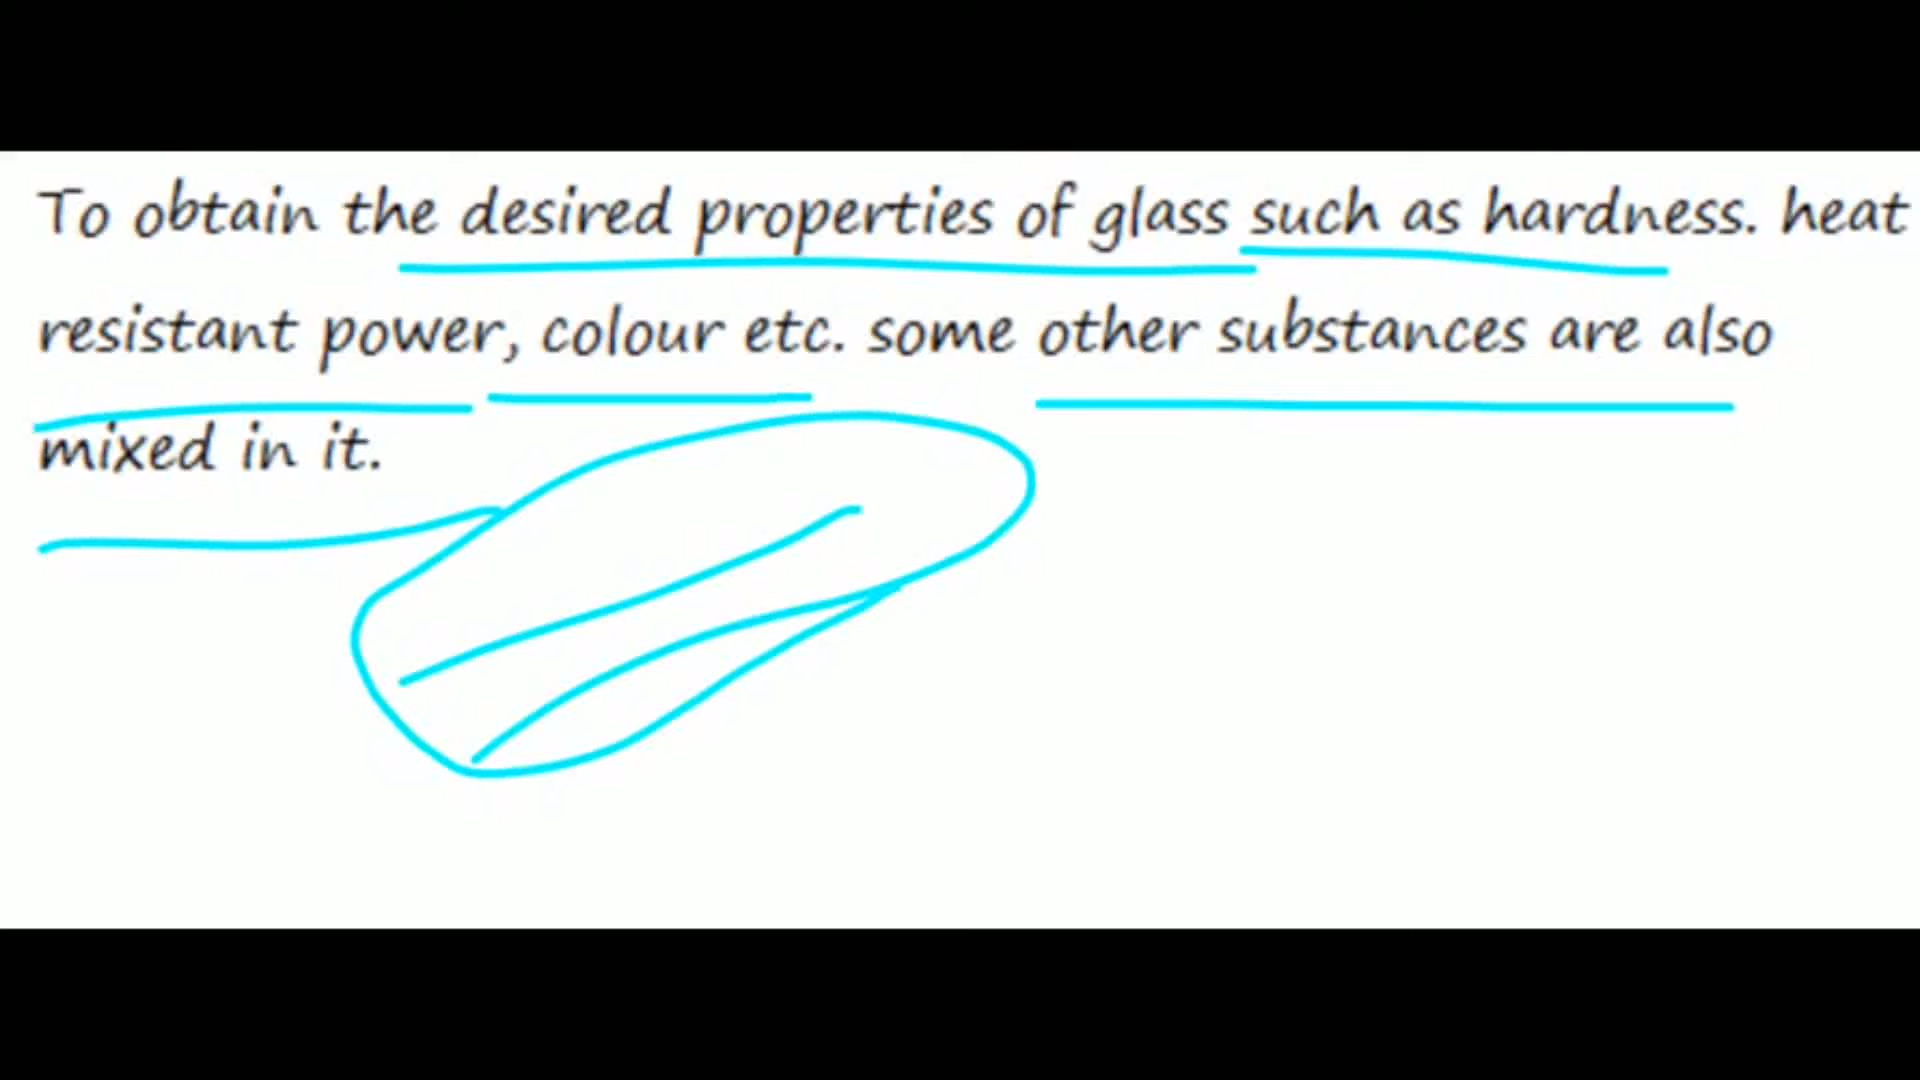 To obtain the desired properties of glass such as hardness. heat
resistant power, colour etc. some other substances are also
mixed in it.